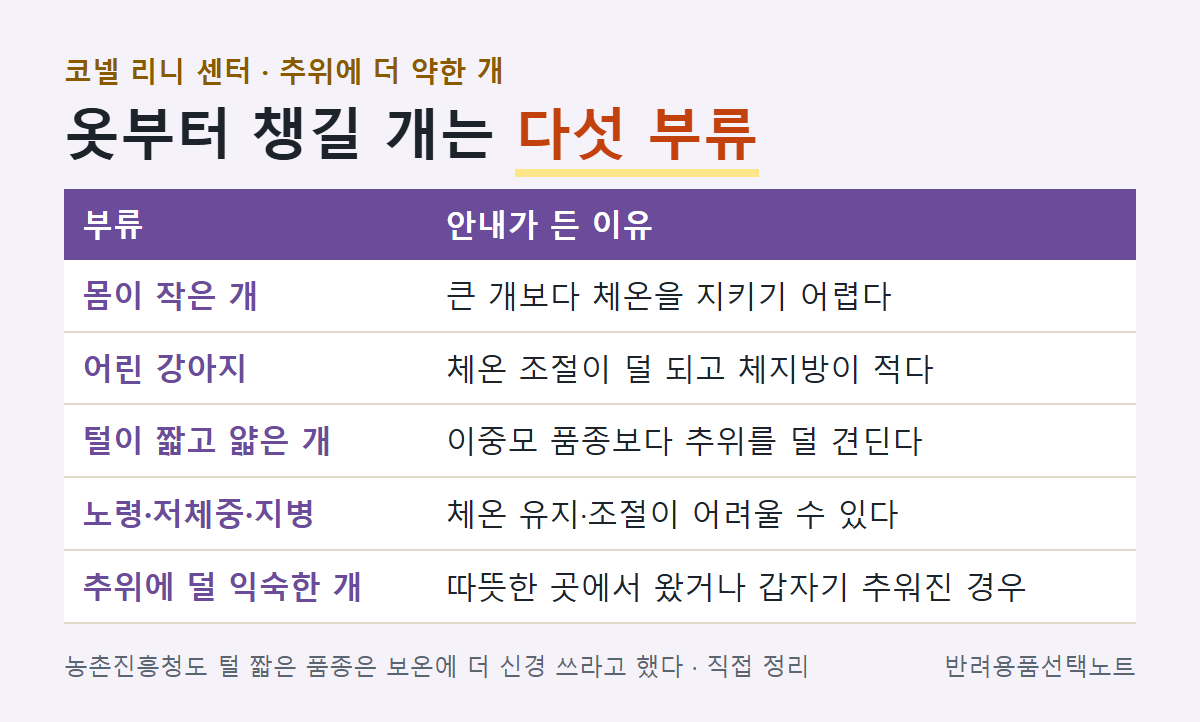 코넬 리니 센터 · 추위에 더 약한 개
옷부터 챙길 개는 다섯 부류
부류 안내가 든 이유
몸이 작은 개 큰 개보다 체온을 지키기 어렵다
어린 강아지 체온 조절이 덜 되고 체지방이 적다
털이 짧고 얇은 개 이중모 품종보다 추위를 덜 견딘다
노령·저체중·지병 체온 유지·조절이 어려울 수 있다
추위에 덜 익숙한 개 따뜻한 곳에서 왔거나 갑자기 추워진 경우
농촌진흥청도 털 짧은 품종은 보온에 더 신경 쓰라고 했다 · 직접 정리 반려용품선택노트